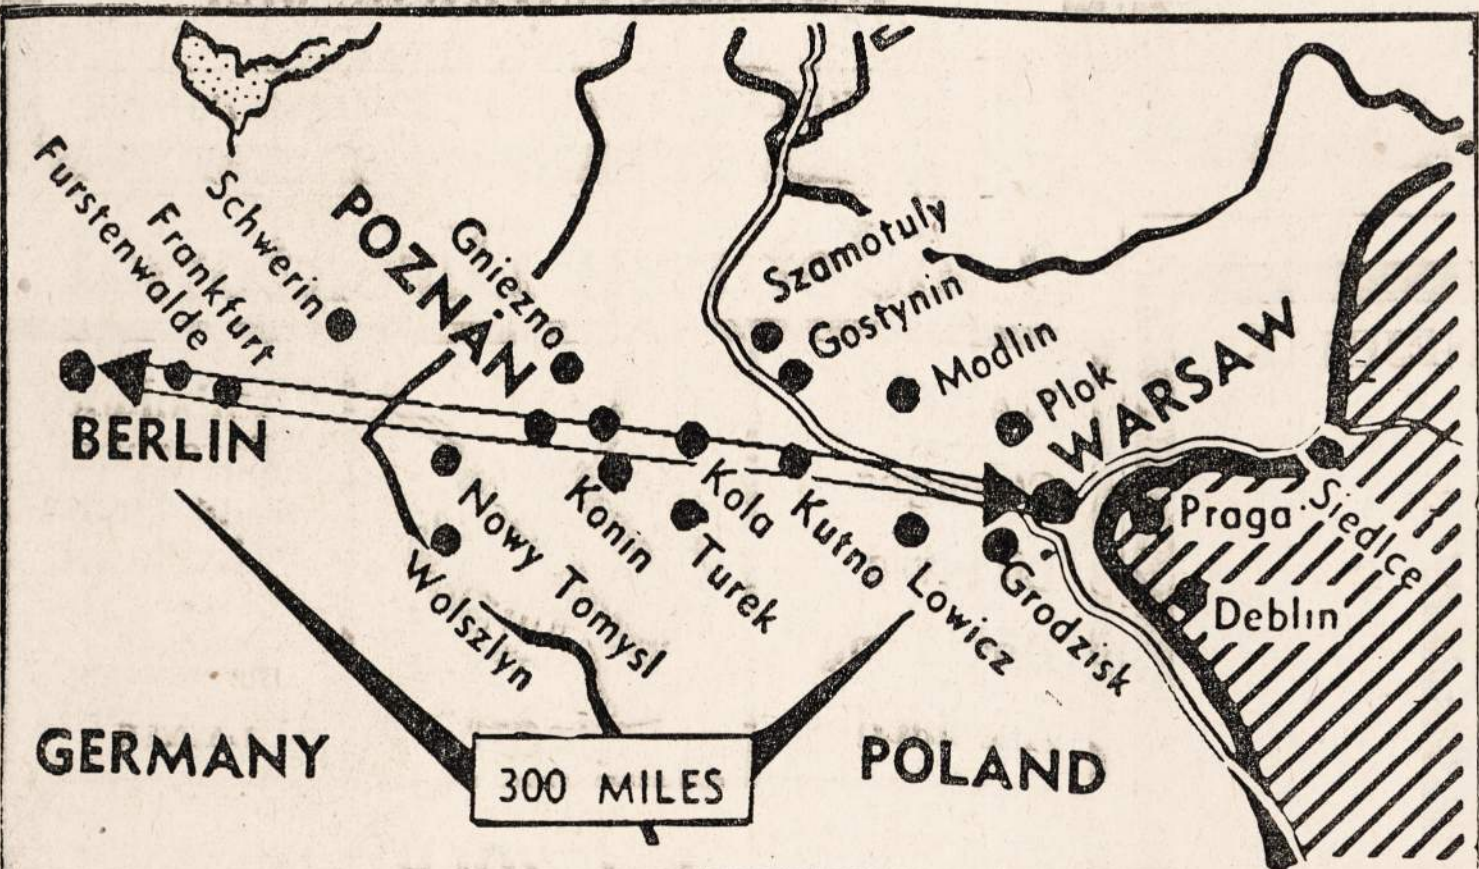 Furstenwalde
Frankfurt
Schwerin
POZNAN
Gniezno
Szamotuly
Gostynin
Modlin
Plok
WARSAW
BERLIN
Nowy Tomysl
Wolszlyn
Konin
Turek
Kola
Kutno
Lowicz
Grodzisk
Praga
Siedlce
Deblin
GERMANY
300 MILES
POLAND